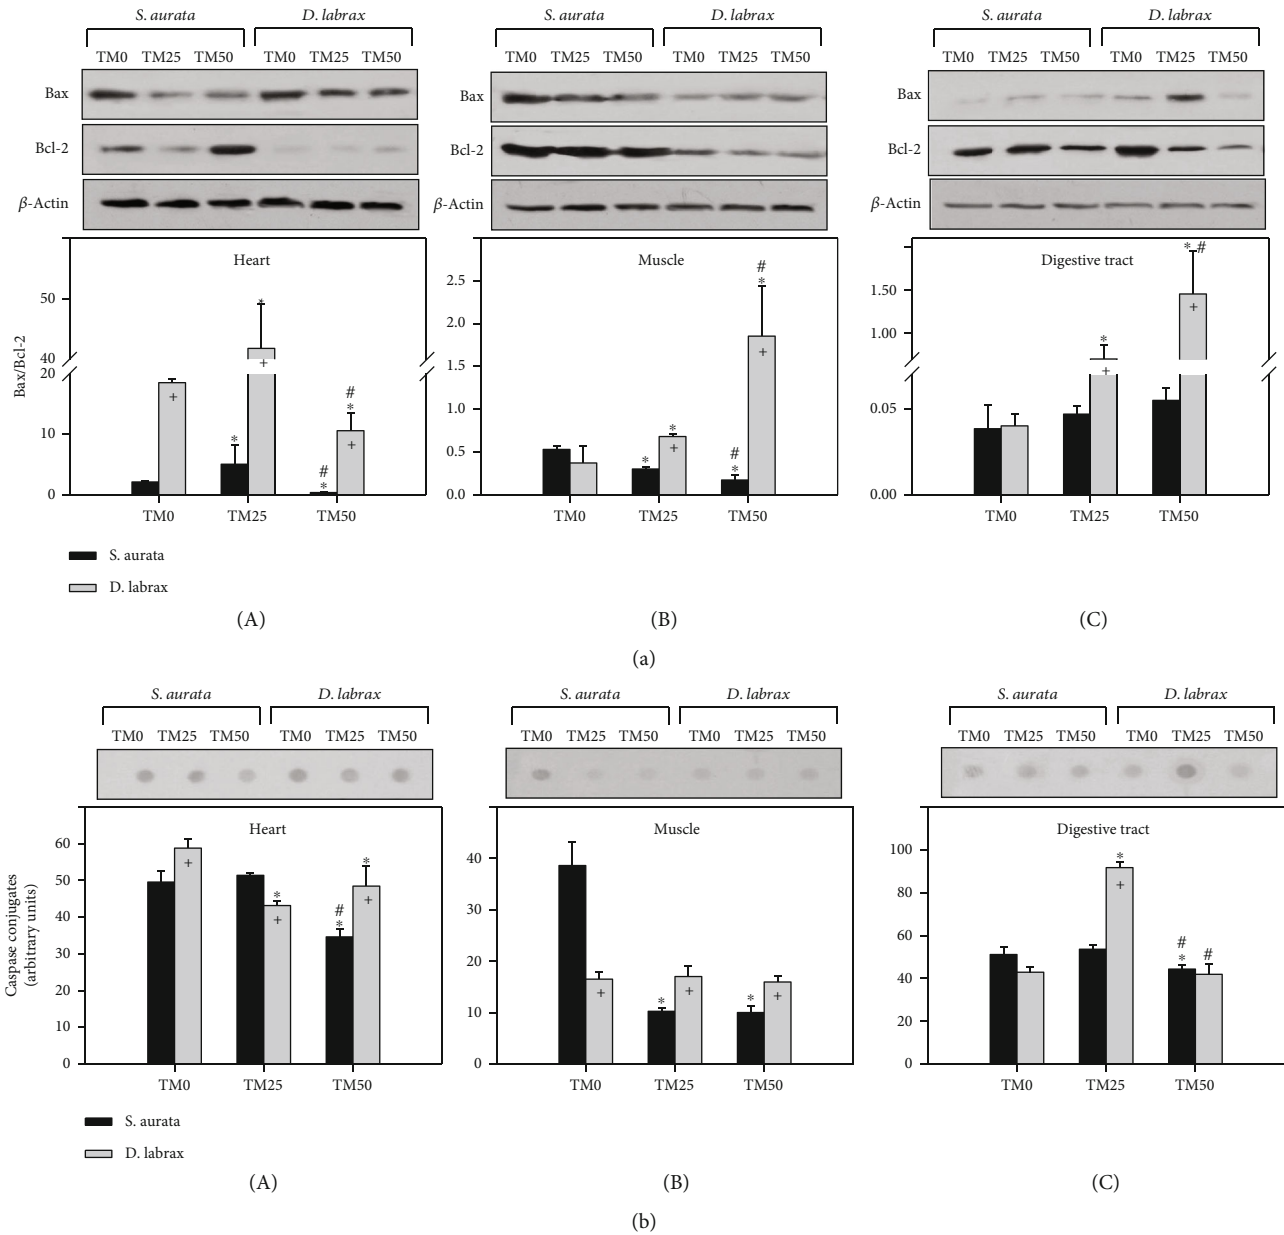 S. aurata D. labrax
TM0 TM25 TM50 TM0 TM25 TM50
Bax
Bcl-2
β-Actin
Heart
Bax/Bcl-2
50
40
20
10
0
* + + * # * # * +
TM0 TM25 TM50
S. aurata
D. labrax
(A)
S. aurata D. labrax
TM0 TM25 TM50 TM0 TM25 TM50
Bax
Bcl-2
β-Actin
Muscle
2.5
2.0
1.5
1.0
0.5
0.0
* * + # * # * +
TM0 TM25 TM50
(B)
S. aurata D. labrax
TM0 TM25 TM50 TM0 TM25 TM50
Bax
Bcl-2
β-Actin
Digestive tract
1.50
1.00
0.05
0.00
* + * # +
TM0 TM25 TM50
(C)
(a)
S. aurata D. labrax
TM0 TM25 TM50 TM0 TM25 TM50
Heart
Caspase conjugates
(arbitrary units)
60
50
40
30
20
10
0
+ * + # * * +
TM0 TM25 TM50
S. aurata
D. labrax
(A)
S. aurata D. labrax
TM0 TM25 TM50 TM0 TM25 TM50
Muscle
40
30
20
10
0
+ * + * +
TM0 TM25 TM50
(B)
S. aurata D. labrax
TM0 TM25 TM50 TM0 TM25 TM50
Digestive tract
100
80
60
40
20
0
* + # * #
TM0 TM25 TM50
(C)
(b)